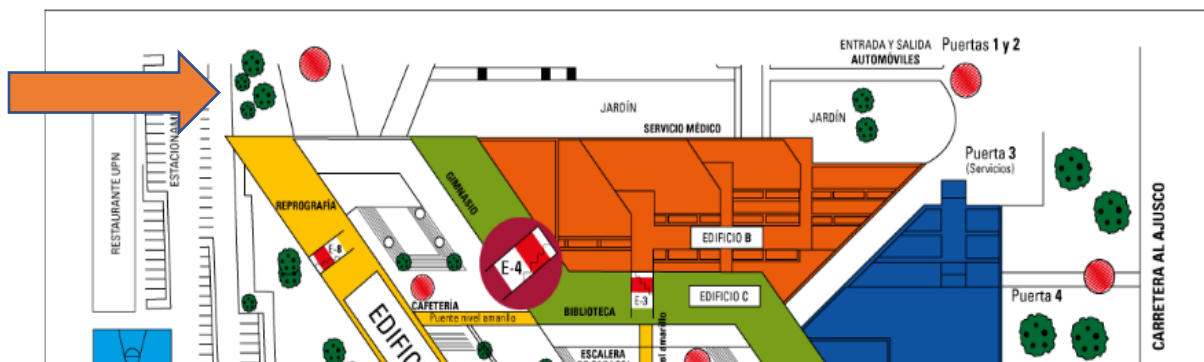 ENTRADA Y SALIDA
AUTOMÓVILES
Puertas 1 y 2
JARDÍN
JARDÍN
SERVICIO MÉDICO
Puerta 3
(Servicios)
RESTAURANTE UPN
REPROGRAFÍA
GIMNASIO
CARRETERA AL AJUSCO
EDIFICIO B
E-8
E-4
E-3
EDIFICIO C
Puerta 4
CAFETERÍA
BIBLIOTECA
Puente nivel amarillo
ESCALERA